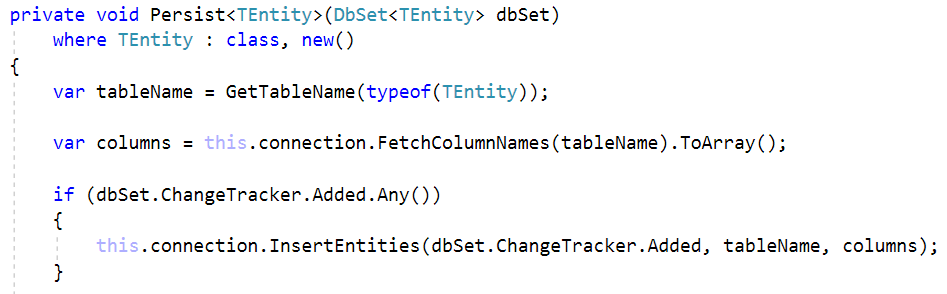 private void Persist<TEntity>(DbSet<TEntity> dbSet)
    where TEntity : class, new()
{
    var tableName = GetTableName(typeof(TEntity));
    var columns = this.connection.FetchColumnNames(tableName).ToArray();
    if (dbSet.ChangeTracker.Added.Any())
    {
        this.connection.InsertEntities(dbSet.ChangeTracker.Added, tableName, columns);
    }